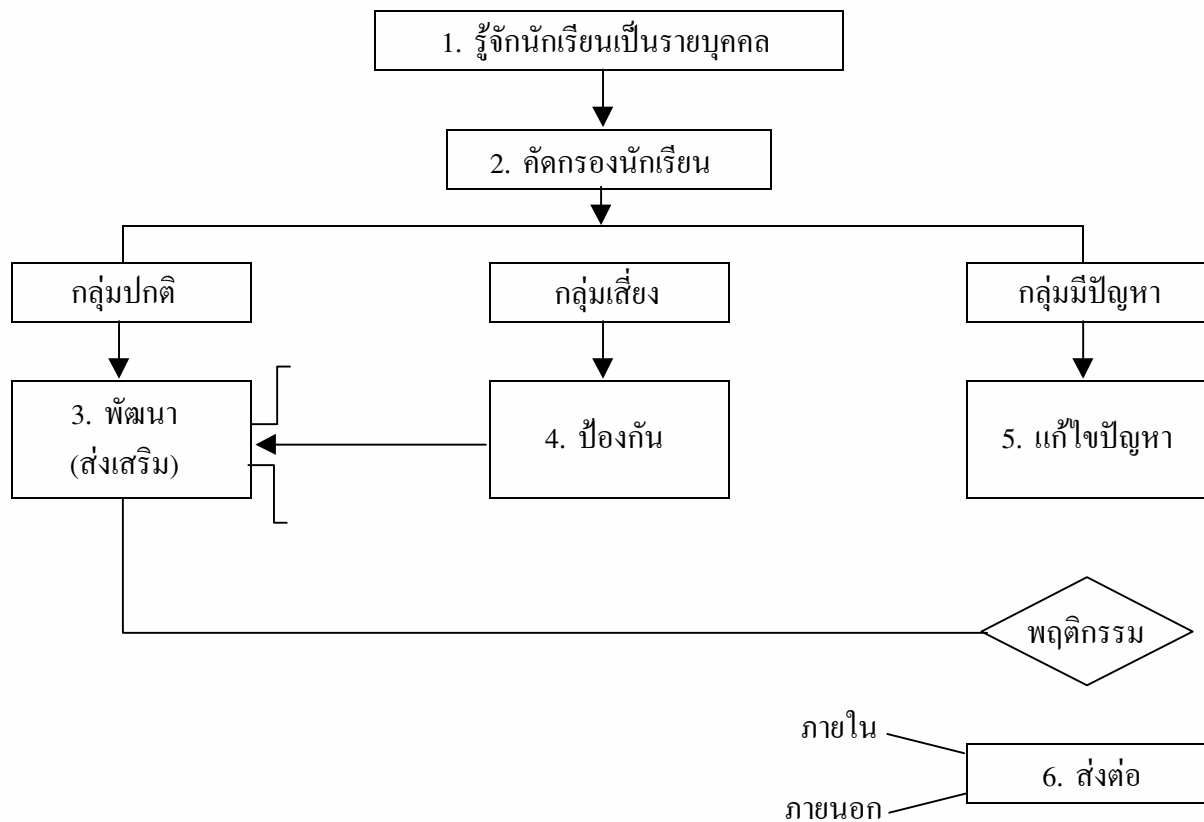 1. รู้จักนักเรียนเป็นรายบุคคล
2. คัดกรองนักเรียน
กลุ่มปกติ
กลุ่มเสี่ยง
กลุ่มมีปัญหา
3. พัฒนา
(ส่งเสริม)
4. ป้องกัน
5. แก้ไขปัญหา
พฤติกรรม
ภายใน
6. ส่งต่อ
ภายนอก